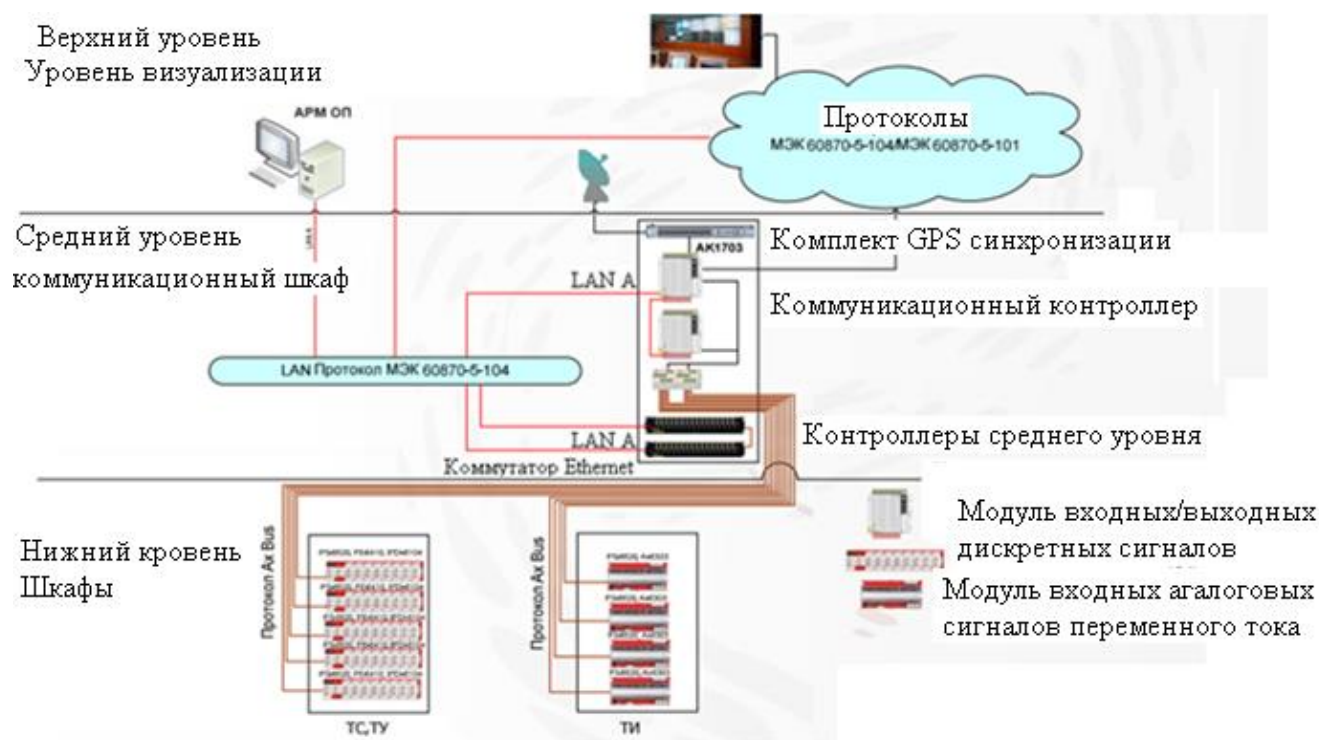 Верхний уровень
Уровень визуализации
АРМ ОП
Протоколы
МЭК 60870-5-104/МЭК 60870-5-101
Средний уровень
коммуникационный шкаф
LAN A
АК1703
Комплект GPS синхронизации
LAN A
Коммуникационный контроллер
LAN Протокол МЭК 60870-5-104
LAN A
Контроллеры среднего уровня
Коммутатор Ethernet
Нижний кровень
Шкафы
Протокол Ax Bus
Протокол Ax Bus
Модуль входных/выходных
дискретных сигналов
Модуль входных агалоговых
сигналов переменного тока
ТС,ТУ
ТИ